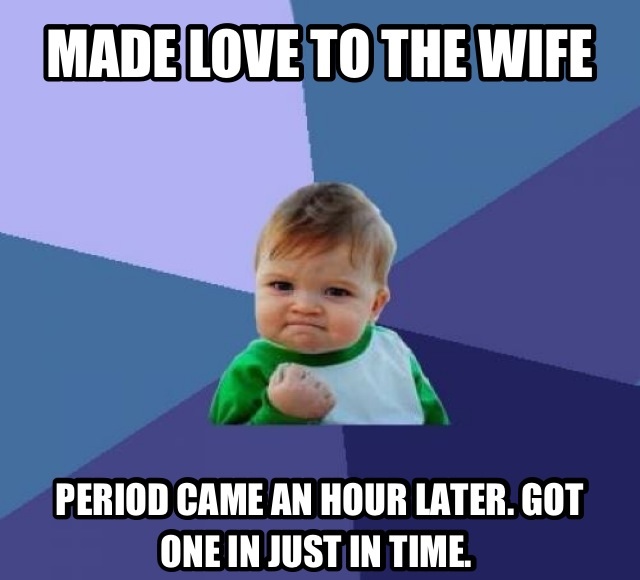 MADE LOVE TO THE WIFE
PERIOD CAME AN HOUR LATER. GOT
ONE IN JUST IN TIME.